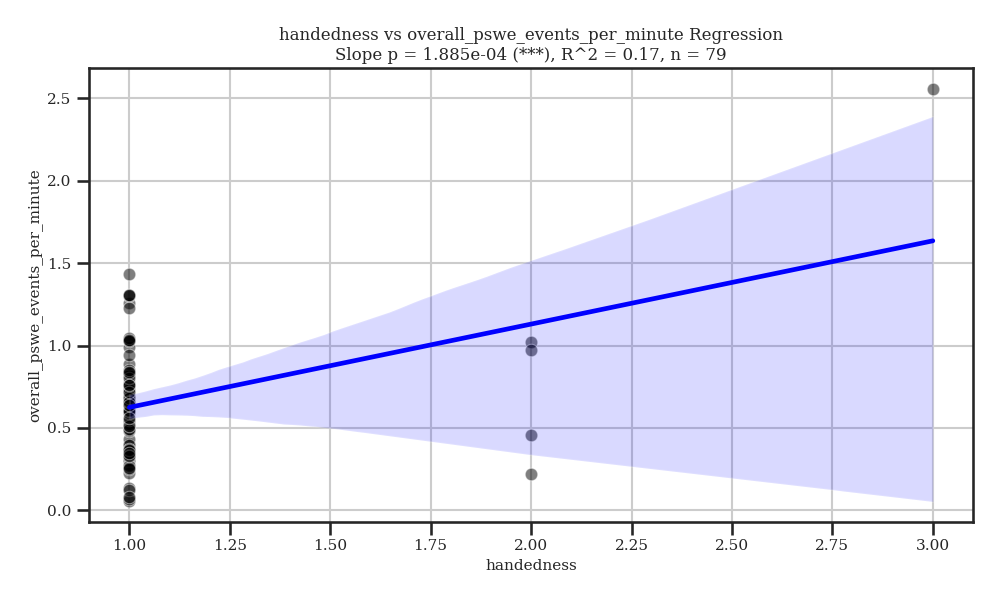 handedness vs overall_pswe_events_per_minute Regression
Slope p = 1.885e-04 (***), R^2 = 0.17, n = 79
overall_pswe_events_per_minute
2.5
2.0
1.5
1.0
0.5
0.0
1.00 1.25 1.50 1.75 2.00 2.25 2.50 2.75 3.00
handedness